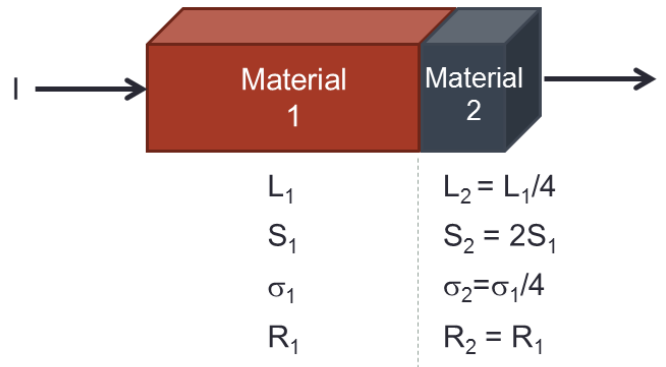 I
Material
1
Material
2
L₁
L₂ = L₁/4
S₁
S₂ = 2S₁
σ₁
σ₂=σ₁/4
R₁
R₂ = R₁